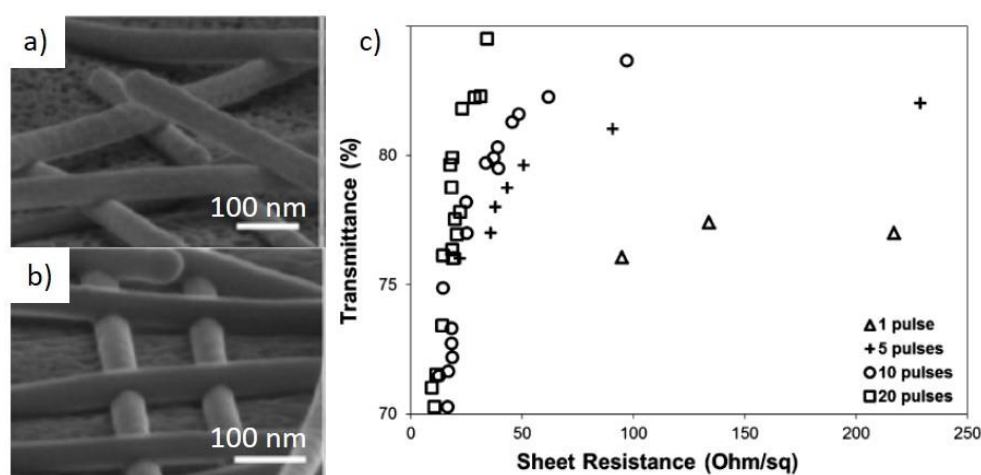 a)
100 nm
b)
100 nm
c)
Transmittance (%)
80
75
70
1 pulse
5 pulses
10 pulses
20 pulses
0 50 100 150 200 250
Sheet Resistance (Ohm/sq)